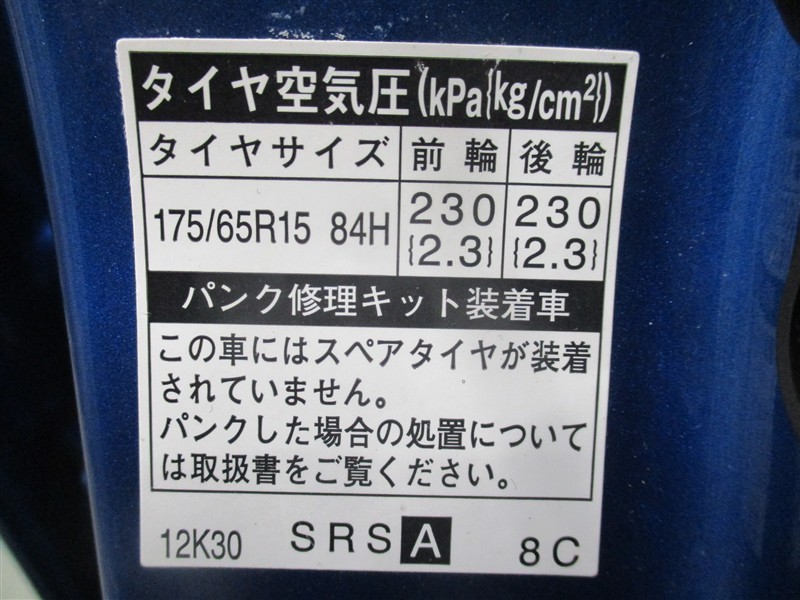 タイヤ空気圧(kPa{kg/cm²})
タイヤサイズ 前輪 後輪
175/65R15 84H 230 {2.3} 230 {2.3}
パンク修理キット装着車
この車にはスペアタイヤが装着
されていません。
パンクした場合の処置について
は取扱書をご覧ください。
12K30 SRS A 8C